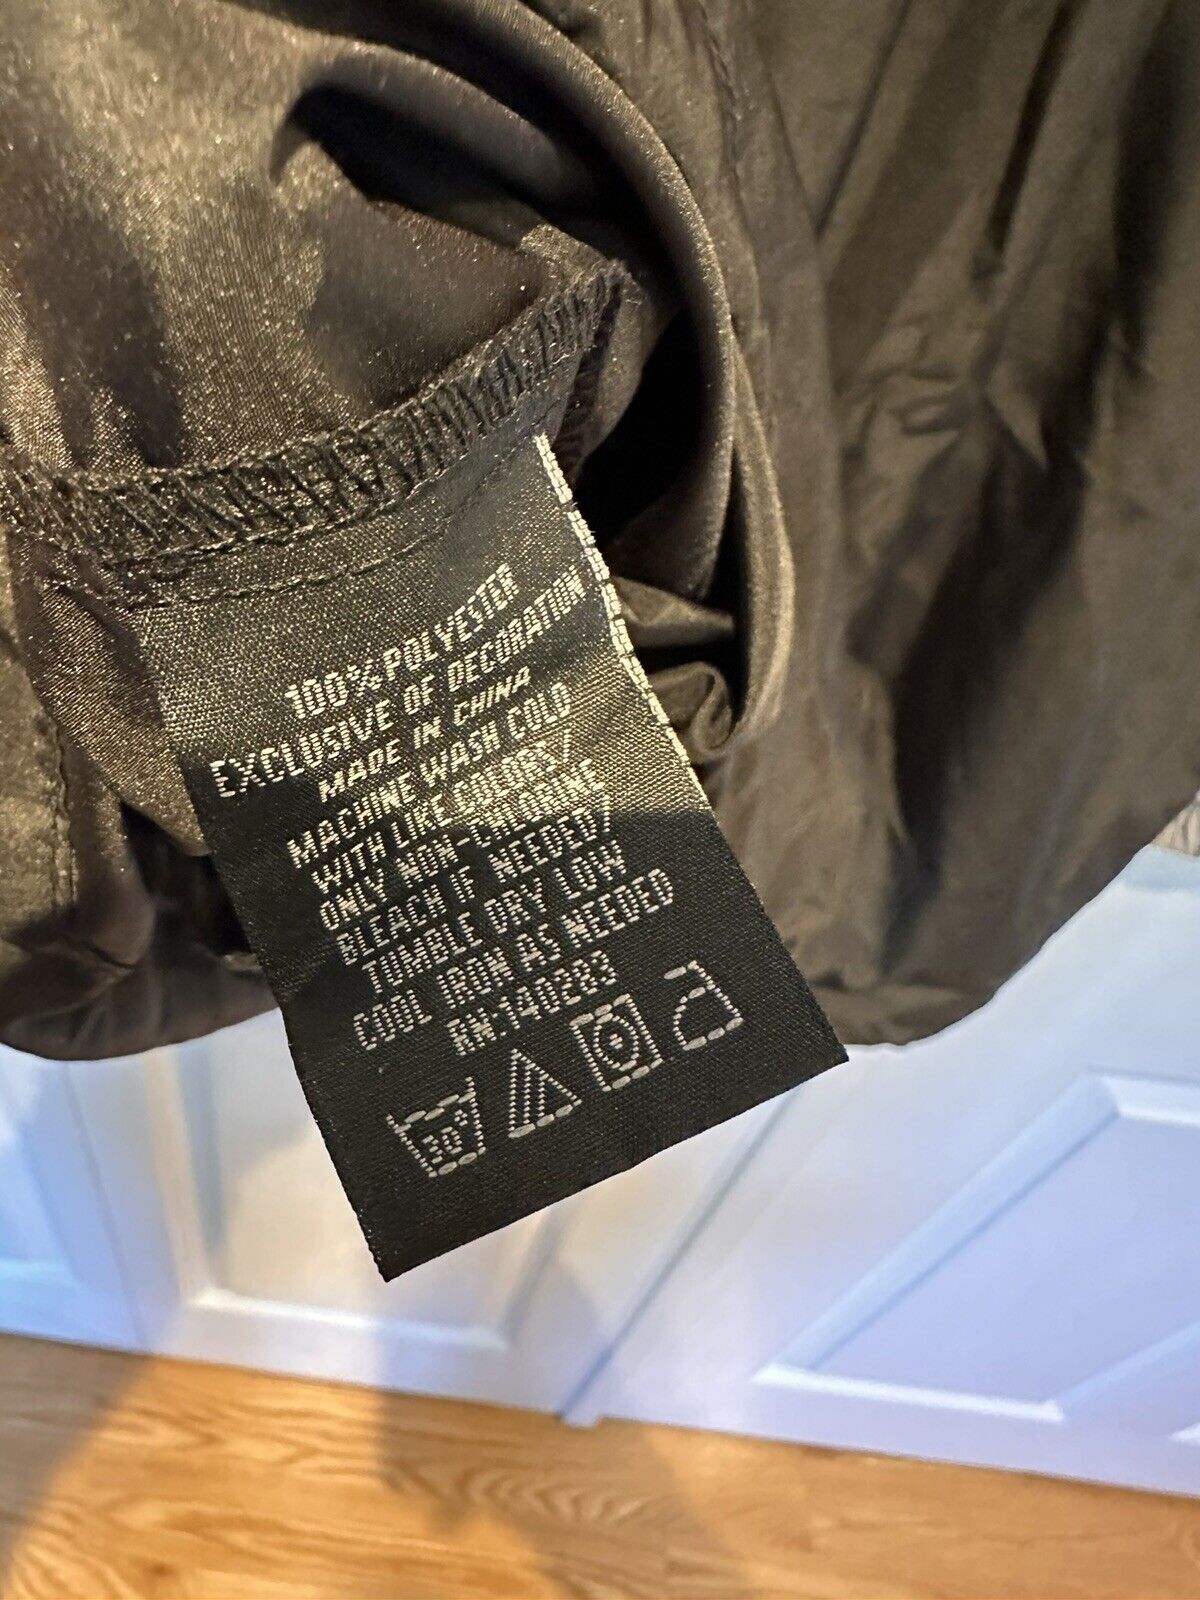 100% POLYESTER
EXCLUSIVE OF DECORATION
MADE IN CHINA
MACHINE WASH COLD
WITH LIKE COLORS/
ONLY NON-CHLORINE
BLEACH IF NEEDED/
TUMBLE DRY LOW
COOL IRON AS NEEDED
RN:140283
30°